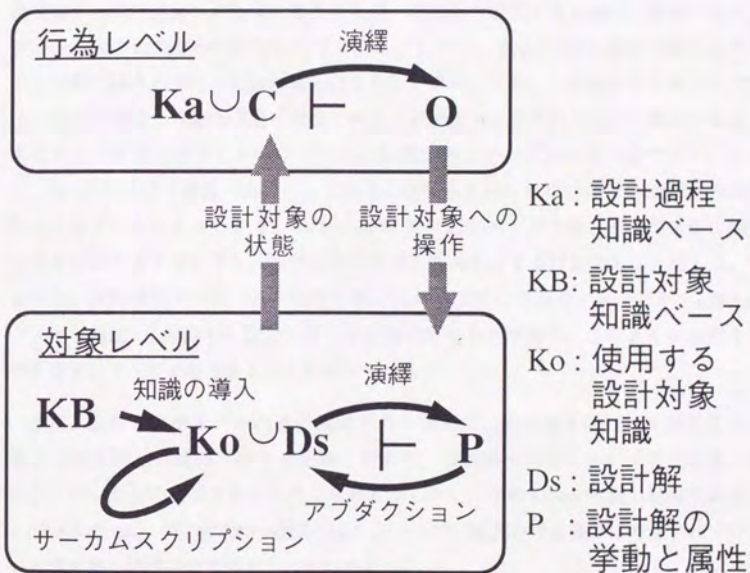 行為レベル
演繹
Ka∪C ├ O
設計対象の
状態
設計対象への
操作
対象レベル
KB
知識の導入
演繹
Ko∪Ds ├ P
アブダクション
サーカムスクリプション
Ka : 設計過程
知識ベース
KB: 設計対象
知識ベース
Ko : 使用する
設計対象
知識
Ds : 設計解
P : 設計解の
挙動と属性